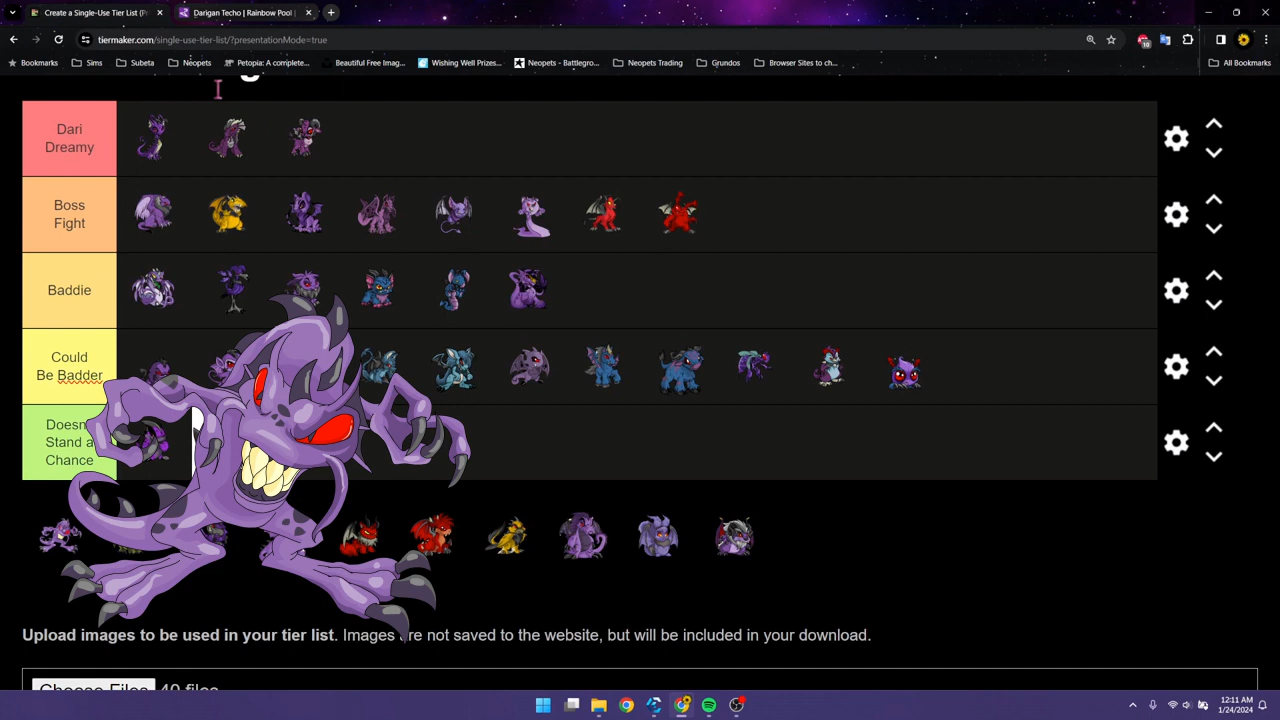 Create a Single-Use Tier List (P
Darigan Techo | Rainbow Pool |
tiermaker.com/single-use-tier-list/?presentationMode=true
Bookmarks Sims Subeta Neopets Petopia: A complete... Beautiful Free Imag... Wishing Well Prizes... Neopets - Battlegro... Neopets Trading Grundos Browser Sites to ch... All Bookmarks
10
Dari
Dreamy
Boss
Fight
Baddie
Could
Be Badder
Doesn
Stand a
Chance
Upload images to be used in your tier list. Images are not saved to the website, but will be included in your download.
Choose Files 40 files
12:11 AM
1/24/2024